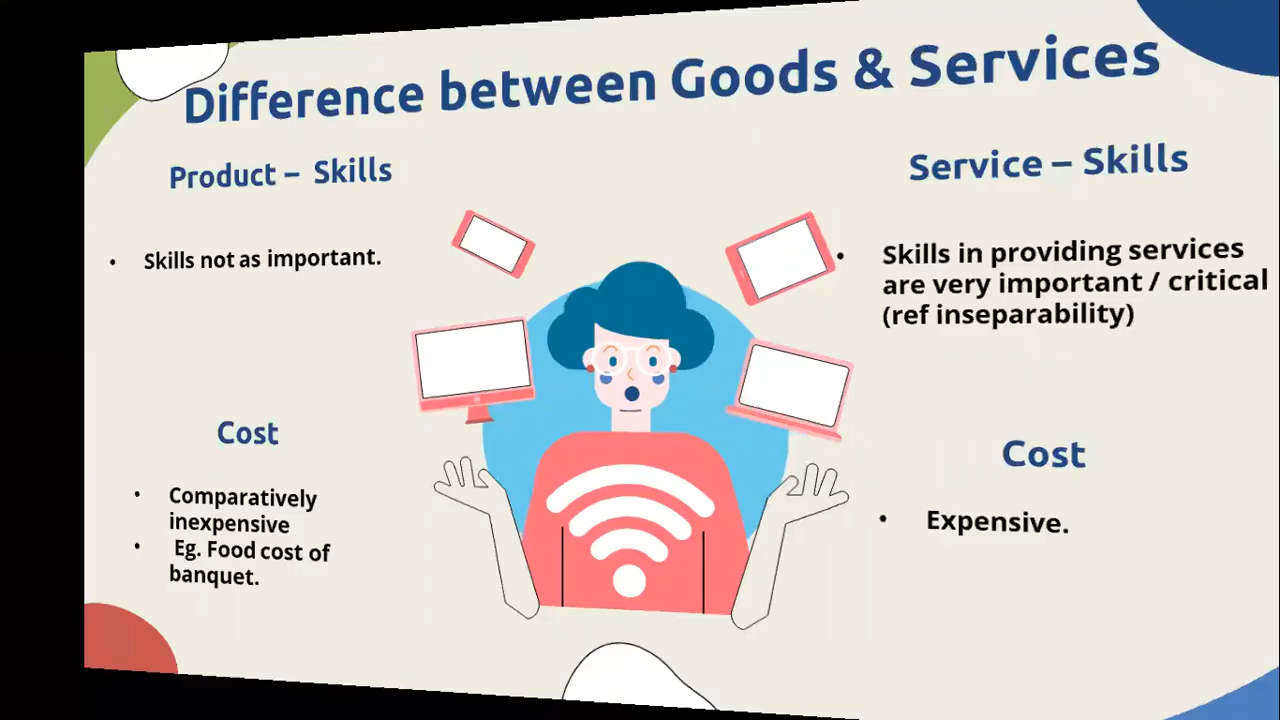 Difference between Goods & Services
Product – Skills
• Skills not as important.
Cost
• Comparatively
inexpensive
• Eg. Food cost of
banquet.
Service – Skills
• Skills in providing services
are very important / critical
(ref inseparability)
Cost
• Expensive.